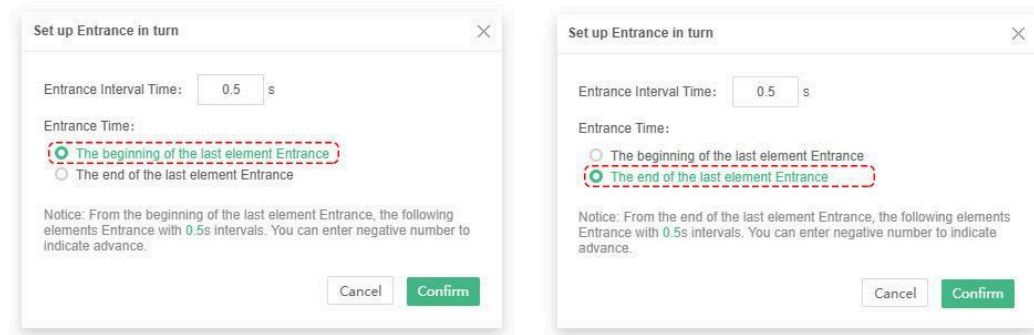 Set up Entrance in turn
Entrance Interval Time: 0.5 s
Entrance Time:
The beginning of the last element Entrance
The end of the last element Entrance
Notice: From the beginning of the last element Entrance, the following
elements Entrance with 0.5s intervals. You can enter negative number to
indicate advance.
Cancel Confirm
Set up Entrance in turn
Entrance Interval Time: 0.5 s
Entrance Time:
The beginning of the last element Entrance
The end of the last element Entrance
Notice: From the end of the last element Entrance, the following elements
Entrance with 0.5s intervals. You can enter negative number to indicate
advance.
Cancel Confirm